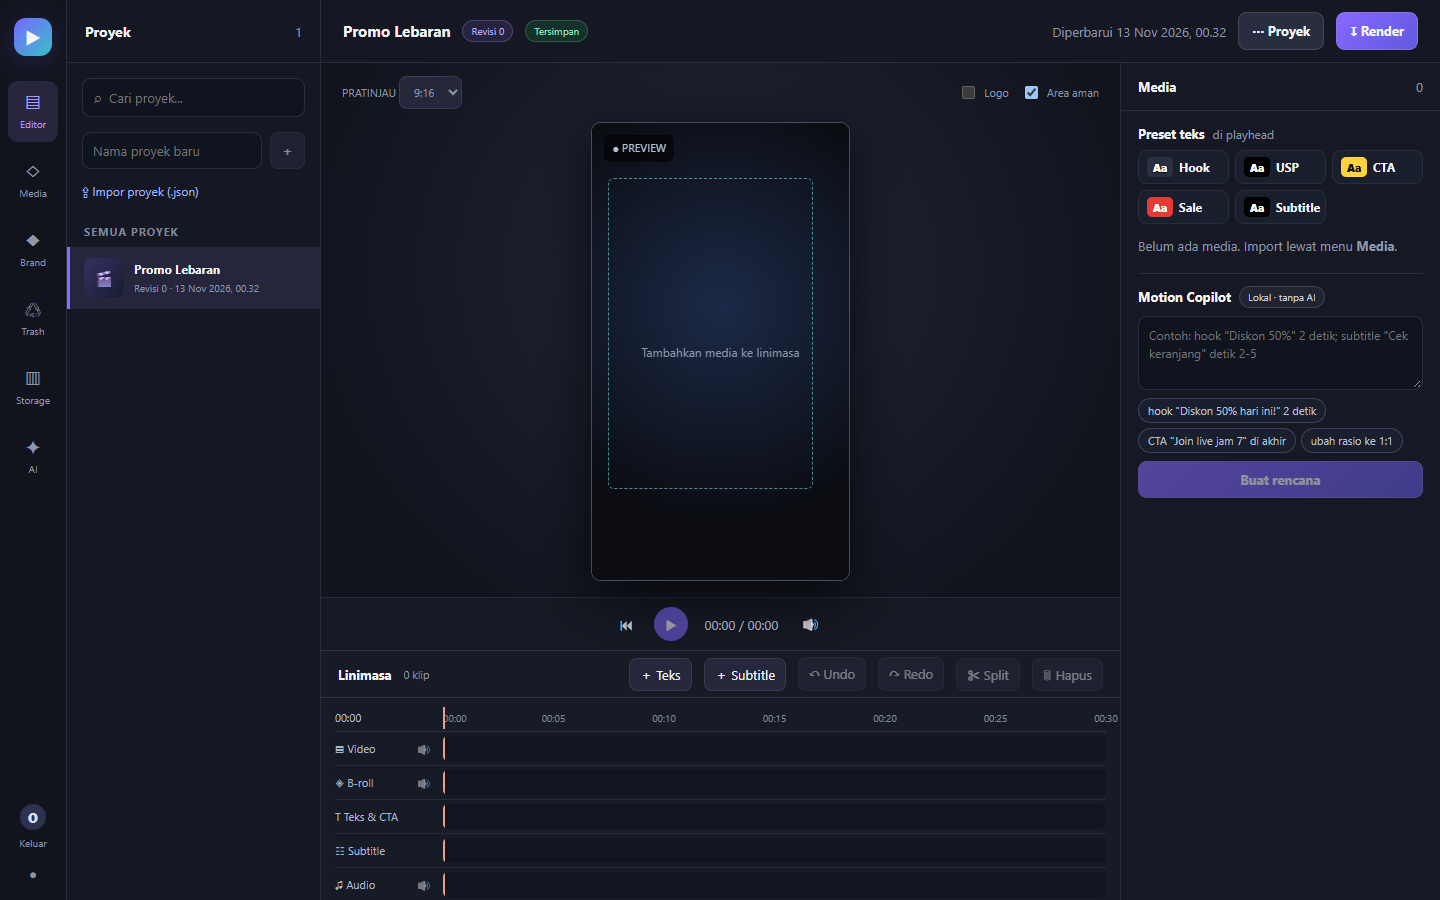 Editor
Media
Brand
Trash
Storage
AI
O
Keluar
Proyek 1
Cari proyek...
Nama proyek baru +
Impor proyek (.json)
SEMUA PROYEK
Promo Lebaran
Revisi 0 · 13 Nov 2026, 00.32
Promo Lebaran Revisi 0 Tersimpan
Diperbarui 13 Nov 2026, 00.32 ··· Proyek ↧ Render
PRATINJAU 9:16 Logo Area aman
● PREVIEW
Tambahkan media ke linimasa
00:00 / 00:00
Linimasa 0 klip + Teks + Subtitle Undo Redo Split Hapus
00:00 00:00 00:05 00:10 00:15 00:20 00:25 00:30
Video
B-roll
T Teks & CTA
Subtitle
♫ Audio
Media 0
Preset teks di playhead
Aa Hook Aa USP Aa CTA
Aa Sale Aa Subtitle
Belum ada media. Import lewat menu Media.
Motion Copilot Lokal · tanpa AI
Contoh: hook "Diskon 50%" 2 detik; subtitle "Cek
keranjang" detik 2-5
hook "Diskon 50% hari ini!" 2 detik
CTA "Join live jam 7" di akhir ubah rasio ke 1:1
Buat rencana